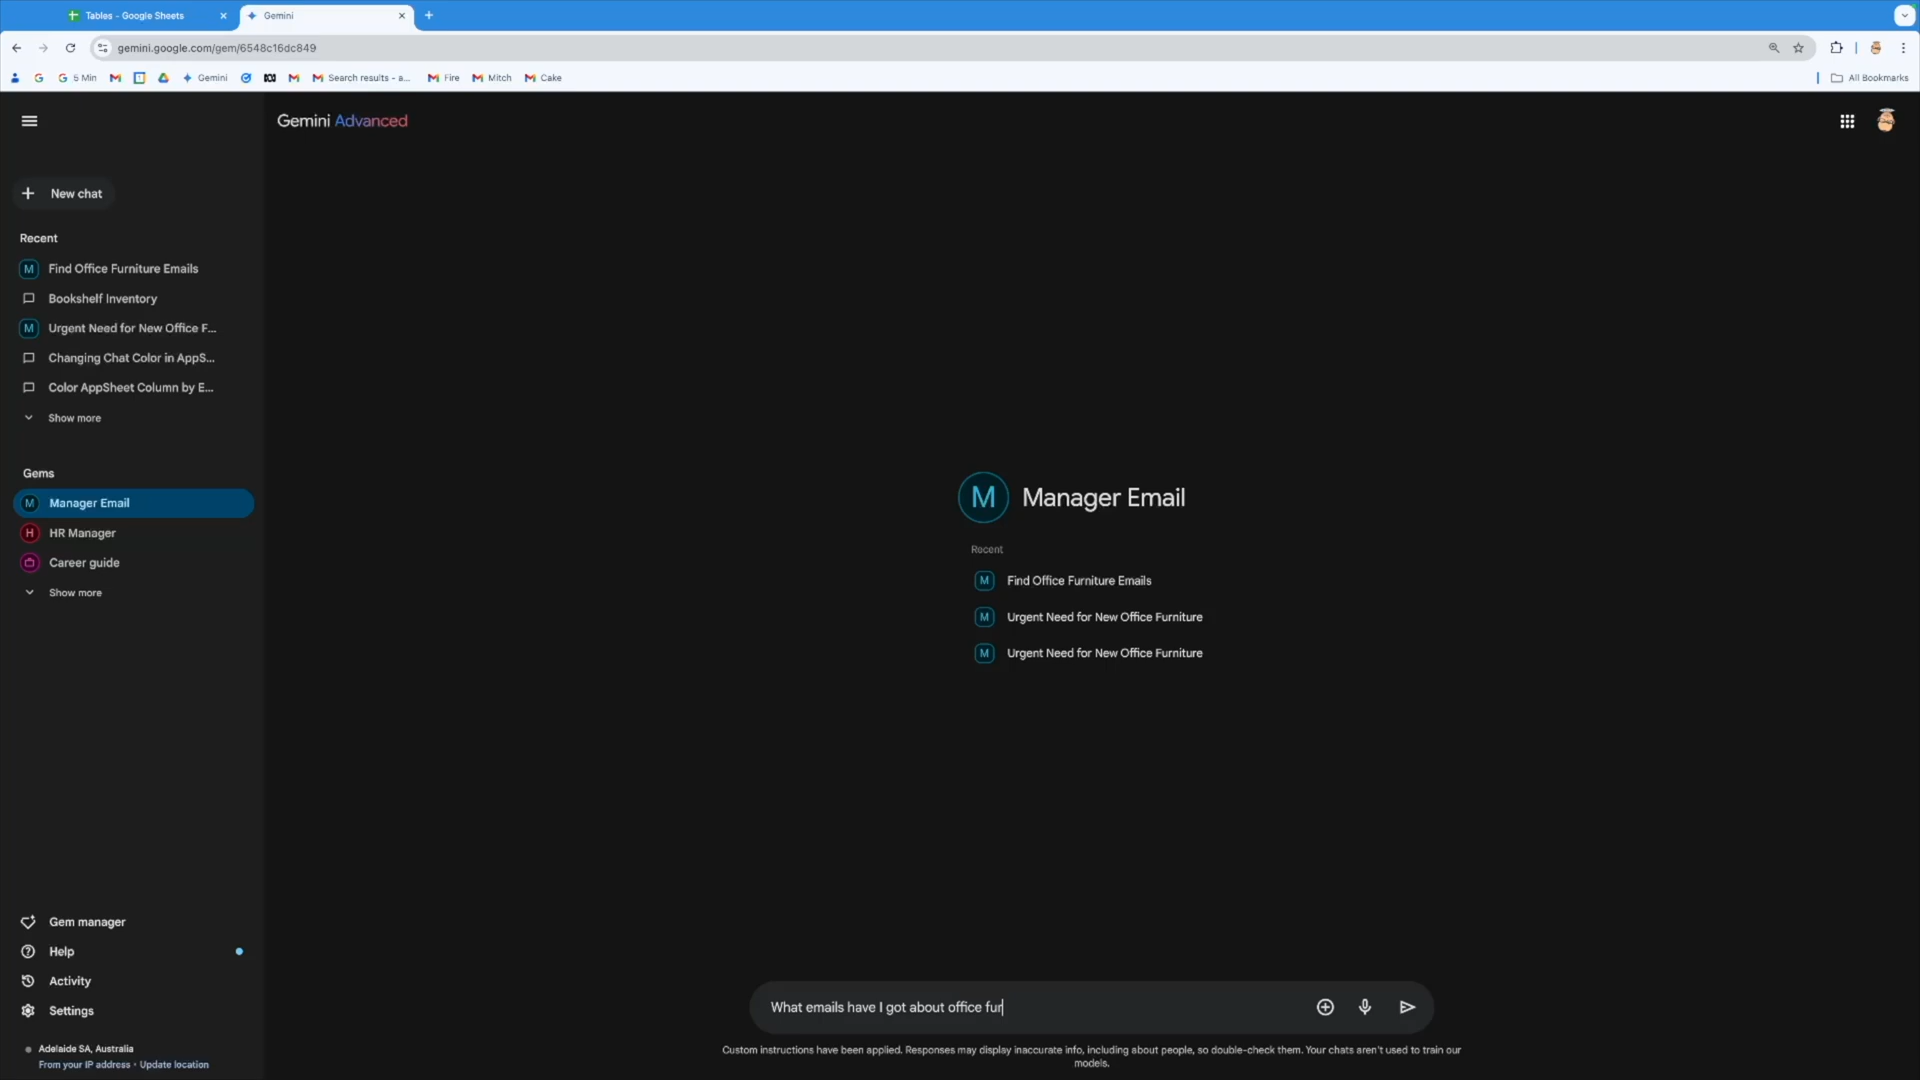 Tables - Google Sheets
Gemini
gemini.google.com/gem/6548c16dc849
5 Min
Gemini
Search results - a...
Fire
Mitch
Cake
All Bookmarks
Gemini Advanced
New chat
Recent
M Find Office Furniture Emails
Bookshelf Inventory
M Urgent Need for New Office F...
Changing Chat Color in AppS...
Color AppSheet Column by E...
Show more
Gems
M Manager Email
H HR Manager
Career guide
Show more
M Manager Email
Recent
M Find Office Furniture Emails
M Urgent Need for New Office Furniture
M Urgent Need for New Office Furniture
Gem manager
Help
Activity
Settings
Adelaide SA, Australia
From your IP address • Update location
What emails have I got about office fur
Custom instructions have been applied. Responses may display inaccurate info, including about people, so double-check them. Your chats aren't used to train our
models.